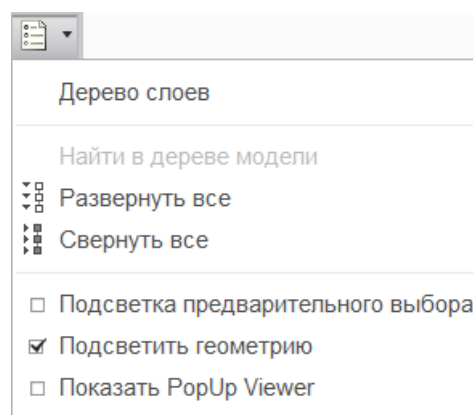 Дерево слоев
Найти в дереве модели
Развернуть все
Свернуть все
Подсветка предварительного выбора
Подсветить геометрию
Показать PopUp Viewer